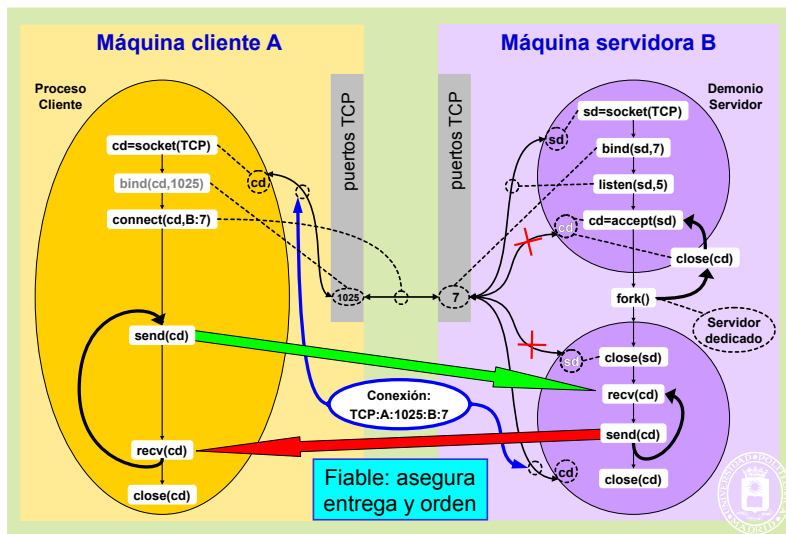 Máquina cliente A
Máquina servidora B
Proceso
Cliente
puertos TCP
puertos TCP
Demonio
Servidor
cd=socket(TCP)
bind(cd,1025)
connect(cd,B:7)
cd
sd
sd=socket(TCP)
bind(sd,7)
listen(sd,5)
cd=accept(sd)
cd
close(cd)
1025
7
fork()
Servidor
dedicado
send(cd)
sd
close(sd)
recv(cd)
Conexión:
TCP:A:1025:B:7
send(cd)
recv(cd)
cd
close(cd)
close(cd)
Fiable: asegura
entrega y orden
UNIVERSIDAD POLITÉCNICA
MADRID